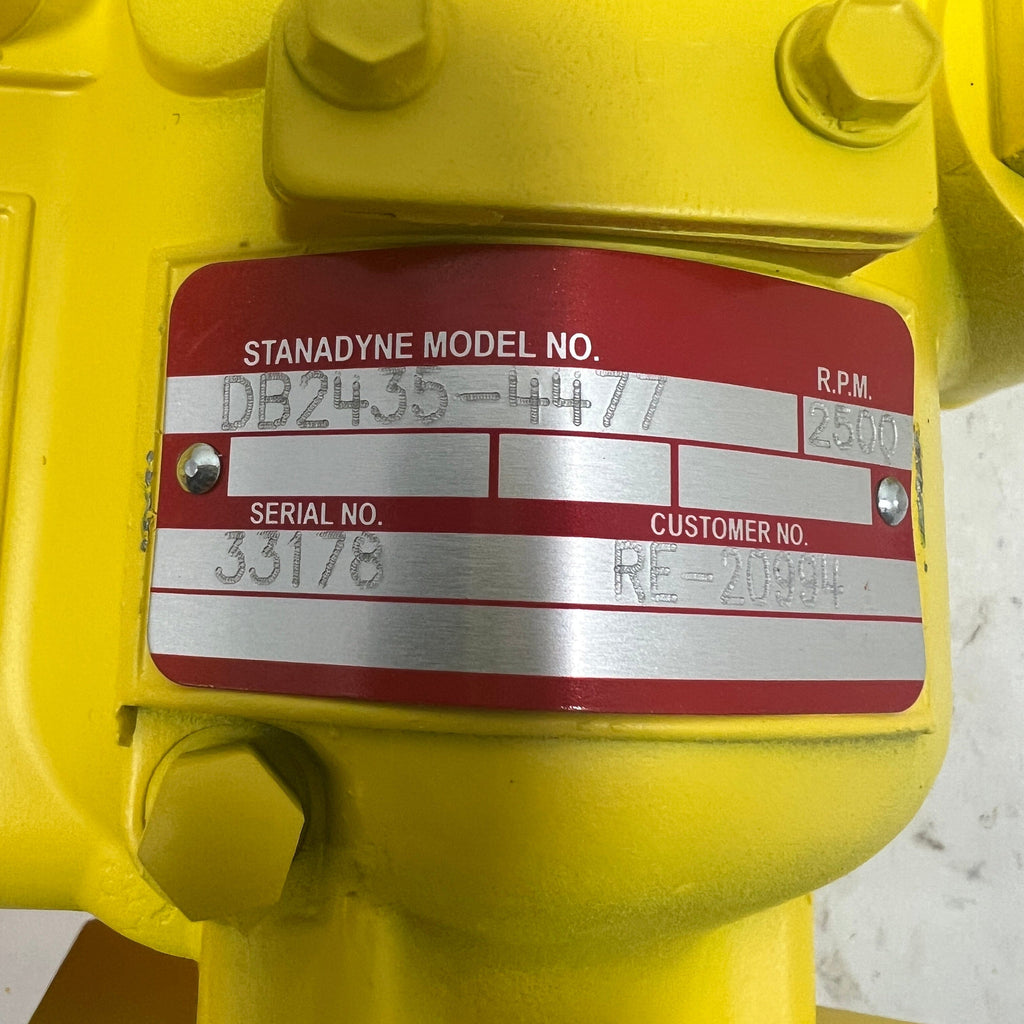 STANADYNE MODEL NO.
R.P.M.
DB2435-4477
2500
SERIAL NO.
CUSTOMER NO.
33178
RE-20994